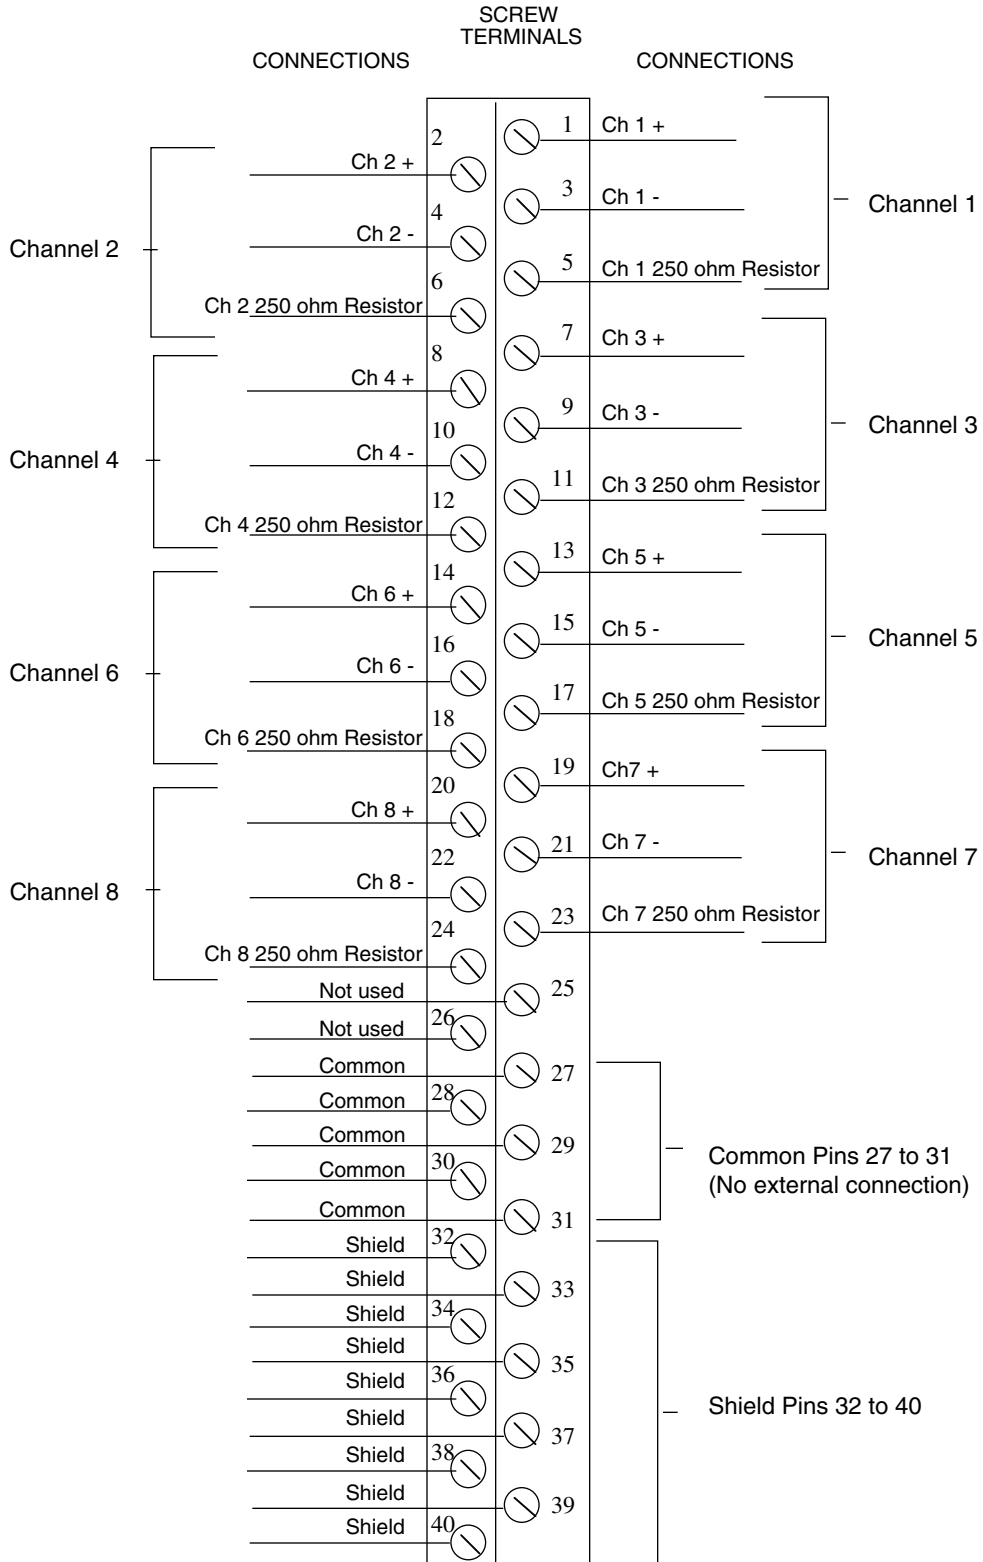 SCREW
TERMINALS
CONNECTIONS
CONNECTIONS
1 Ch 1 +
2
Ch 2 +
3 Ch 1 -
Channel 1
4
Ch 2 -
Channel 2
5 Ch 1 250 ohm Resistor
6
Ch 2 250 ohm Resistor
7 Ch 3 +
8
Ch 4 +
9 Ch 3 -
Channel 3
10
Ch 4 -
Channel 4
11 Ch 3 250 ohm Resistor
12
Ch 4 250 ohm Resistor
13 Ch 5 +
14
Ch 6 +
15 Ch 5 -
Channel 5
16
Ch 6 -
Channel 6
17 Ch 5 250 ohm Resistor
18
Ch 6 250 ohm Resistor
19 Ch7 +
20
Ch 8 +
21 Ch 7 -
Channel 7
22
Ch 8 -
Channel 8
23 Ch 7 250 ohm Resistor
24
Ch 8 250 ohm Resistor
Not used 25
Not used 26
Common 27
Common 28
Common 29
Common Pins 27 to 31
(No external connection)
Common 30
Common 31
Shield 32
Shield 33
Shield 34
Shield 35
Shield 36
Shield Pins 32 to 40
Shield 37
Shield 38
Shield 39
Shield 40